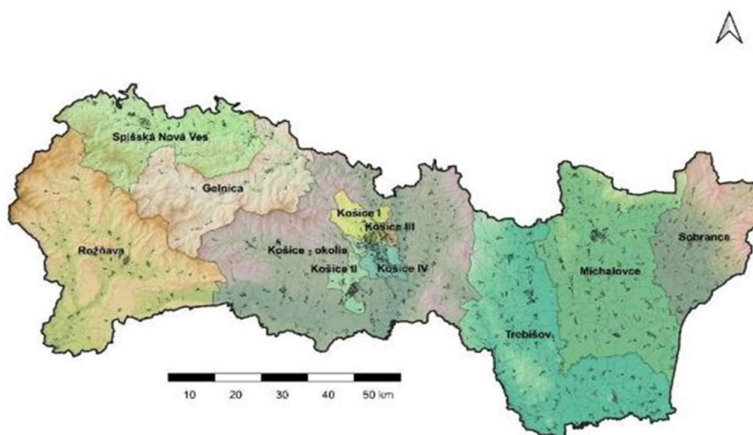 Spišská Nová Ves
Gelnica
Košice I
Košice III
Rožňava
Košice - okolie
Košice II
Košice IV
Sobrance
Michalovce
Trebišov
10 20 30 40 50 km